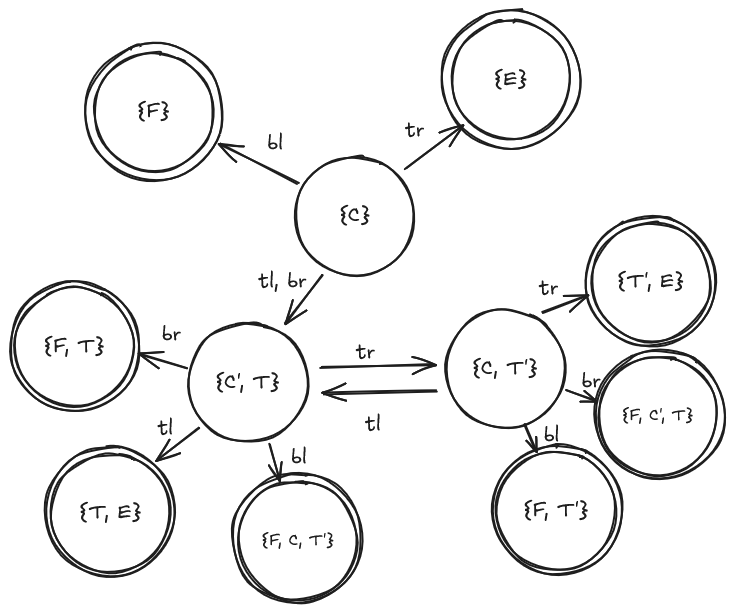 {E}
{F}
tr
bl
{C}
tl, br
{T', E}
tr
br
{F, T}
tr
{C, T'}
{C', T}
br
{F, C', T}
tl
tl
bl
bl
{T, E}
{F, T'}
{F, C, T'}